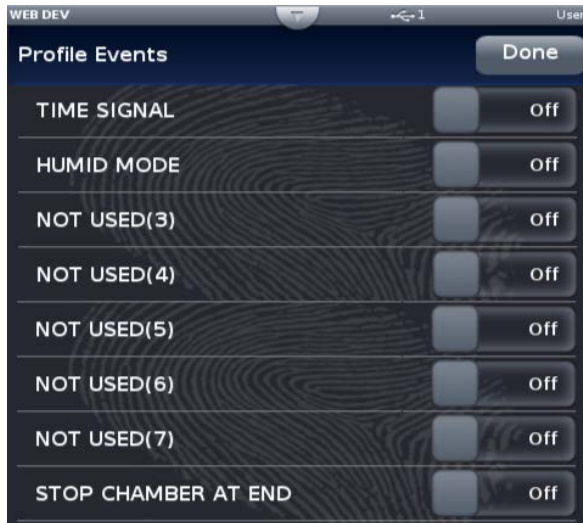 WEB DEV 1 User
Profile Events Done
TIME SIGNAL Off
HUMID MODE Off
NOT USED(3) Off
NOT USED(4) Off
NOT USED(5) Off
NOT USED(6) Off
NOT USED(7) Off
STOP CHAMBER AT END Off